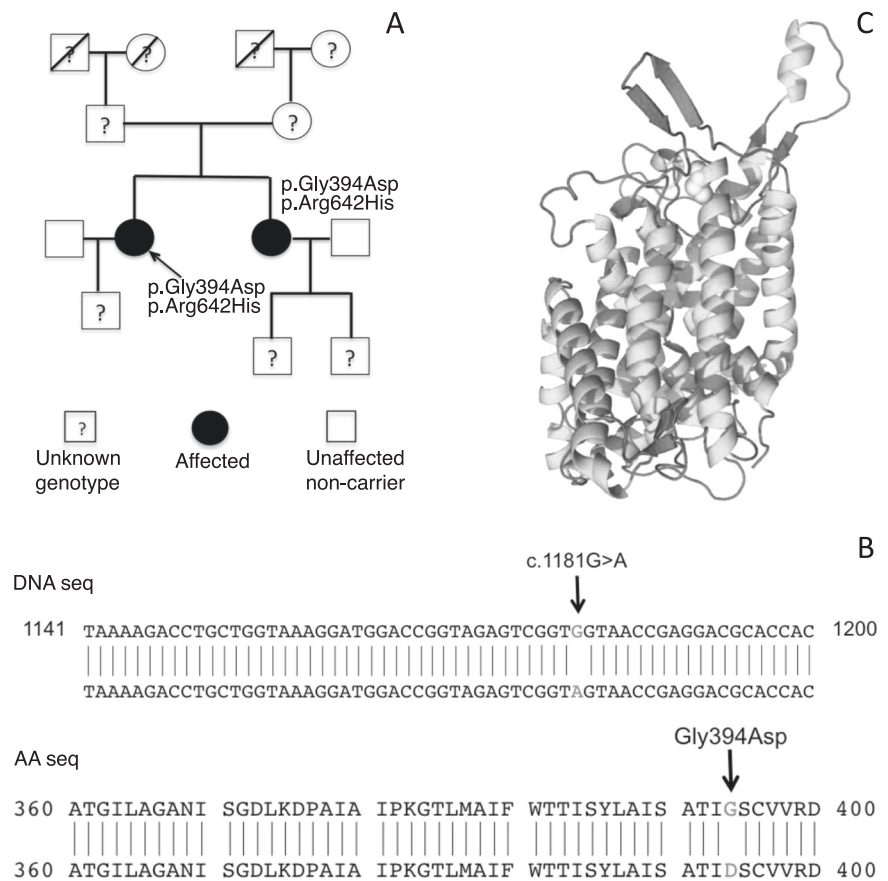 A
C
?
?
?
?
?
?
p.Gly394Asp
p.Arg642His
p.Gly394Asp
p.Arg642His
?
?
?
?
Unknown
genotype
Affected
Unaffected
non-carrier
B
c.1181G>A
DNA seq
1141 TAAAAGACCTGCTGGTAAAGGATGGACCGGTAGAGTCGGTGGTAACCGAGGACGCACCAC 1200
TAAAAGACCTGCTGGTAAAGGATGGACCGGTAGAGTCGGTAGTAACCGAGGACGCACCAC
Gly394Asp
AA seq
360 ATGILAGANI SGDLKDPAIA IPKGTLMAIF WTTISYLAIS ATIGSCVVRD 400
360 ATGILAGANI SGDLKDPAIA IPKGTLMAIF WTTISYLAIS ATIDSCVVRD 400